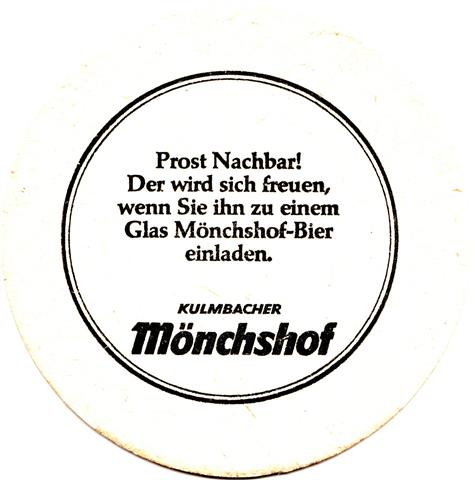 Prost Nachbar!
Der wird sich freuen,
wenn Sie ihn zu einem
Glas Mönchshof-Bier
einladen.
KULMBACHER
Mönchshof